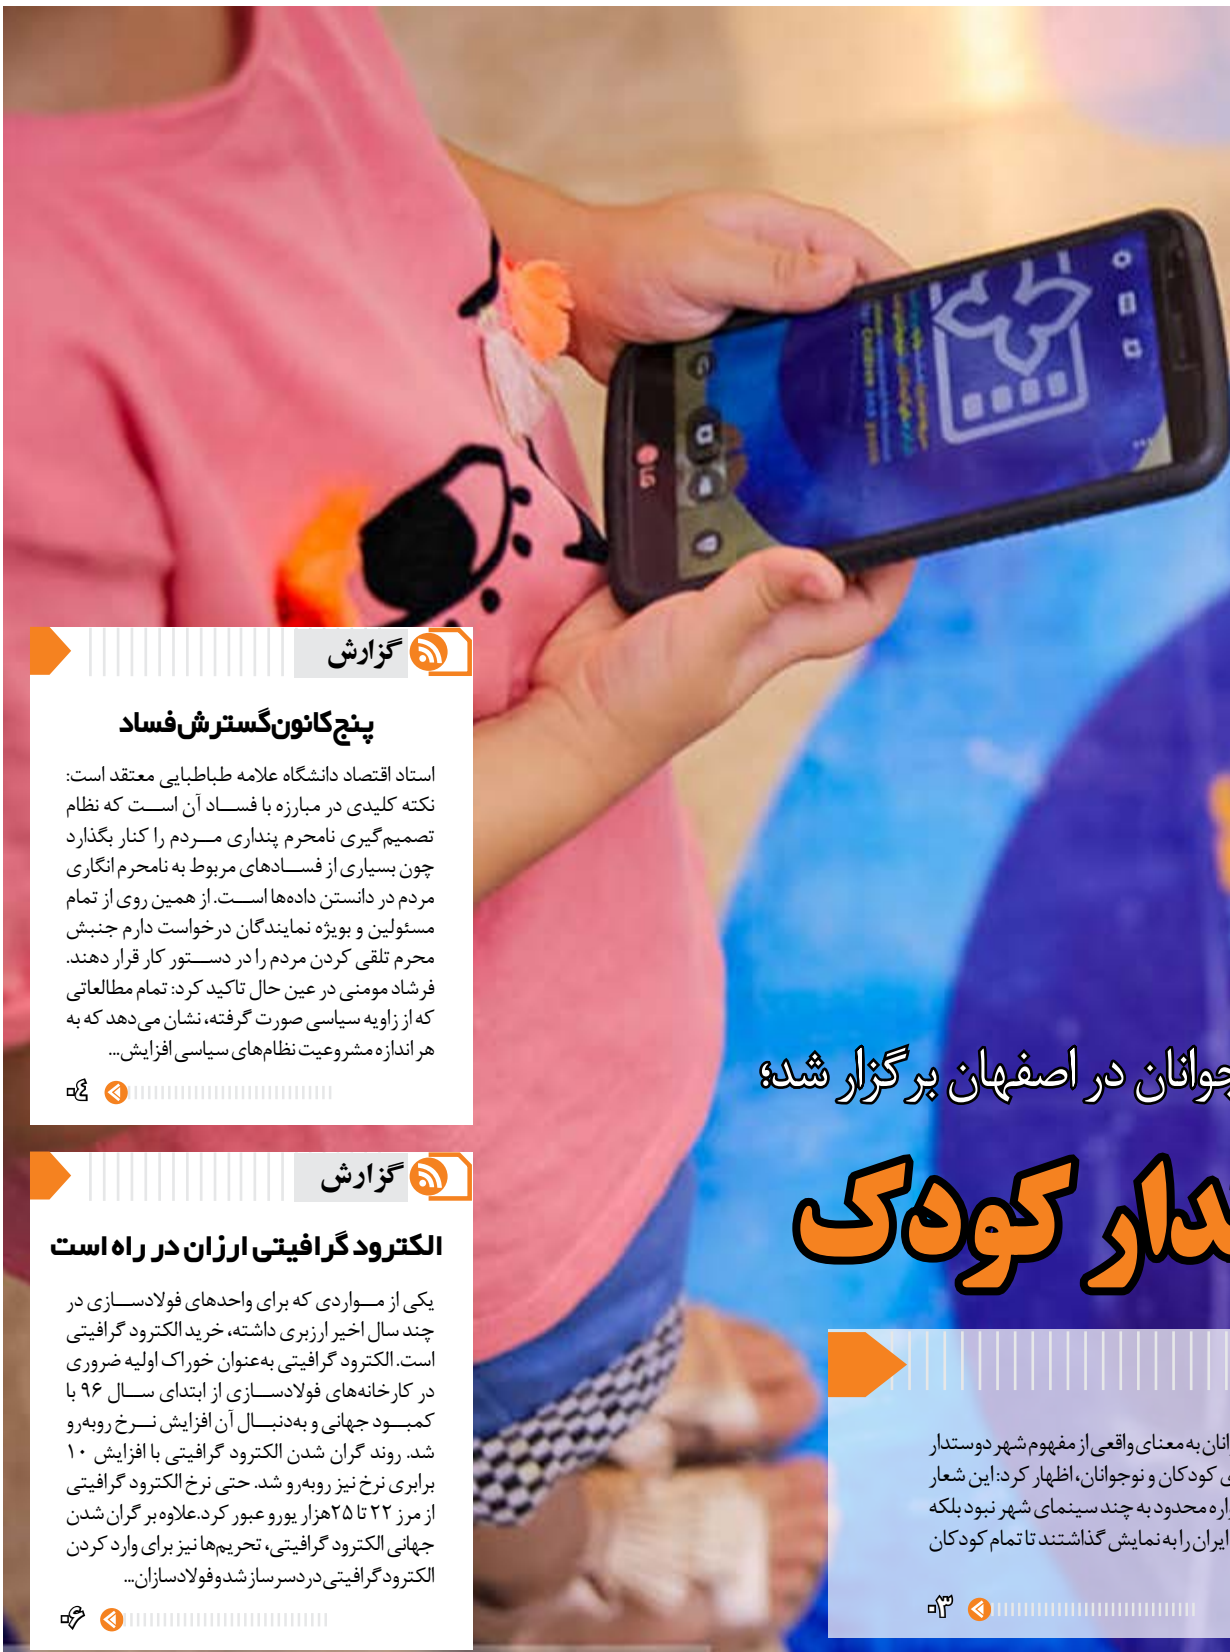 گزارش
پنج کانون گسترش فساد
استاد اقتصاد دانشگاه علامه طباطبایی معتقد است:
نکته کلیدی در مبارزه با فساد آن است که نظام
تصمیم‌گیری نامحرم پنداری مردم را کنار بگذارد
چون بسیاری از فسادهای مربوط به نامحرم انگاری
مردم در دانستن داده‌ها است. از همین روی از تمام
مسئولین و بویژه نمایندگان درخواست دارم جنبش
محرم تلقی کردن مردم را در دستور کار قرار دهند.
فرشاد مومنی در عین حال تاکید کرد: تمام مطالعاتی
که از زاویه سیاسی صورت گرفته، نشان می‌دهد که به
هر اندازه مشروعیت نظام‌های سیاسی افزایش...
۰۴
جوانان در اصفهان برگزار شد؛
دار کودک
گزارش
الکترود گرافیتی ارزان در راه است
یکی از مواردی که برای واحدهای فولادسازی در
چند سال اخیر ارزبری داشته، خرید الکترود گرافیتی
است. الکترود گرافیتی به‌عنوان خوراک اولیه ضروری
در کارخانه‌های فولادسازی از ابتدای سال ۹۶ با
کمبود جهانی و به‌دنبال آن افزایش نرخ روبه‌رو
شد. روند گران شدن الکترود گرافیتی با افزایش ۱۰
برابری نرخ نیز روبه‌رو شد. حتی نرخ الکترود گرافیتی
از مرز ۲۲ تا ۲۵هزار یورو عبور کرد.علاوه بر گران شدن
جهانی الکترود گرافیتی، تحریم‌ها نیز برای وارد کردن
الکترود گرافیتی دردسرساز شد و فولادسازان...
۰۶
انان به معنای واقعی از مفهوم شهر دوستدار
ی کودکان و نوجوانان، اظهار کرد: این شعار
اره محدود به چند سینمای شهر نبود بلکه
ایران را به نمایش گذاشتند تا تمام کودکان
۰۳
LG